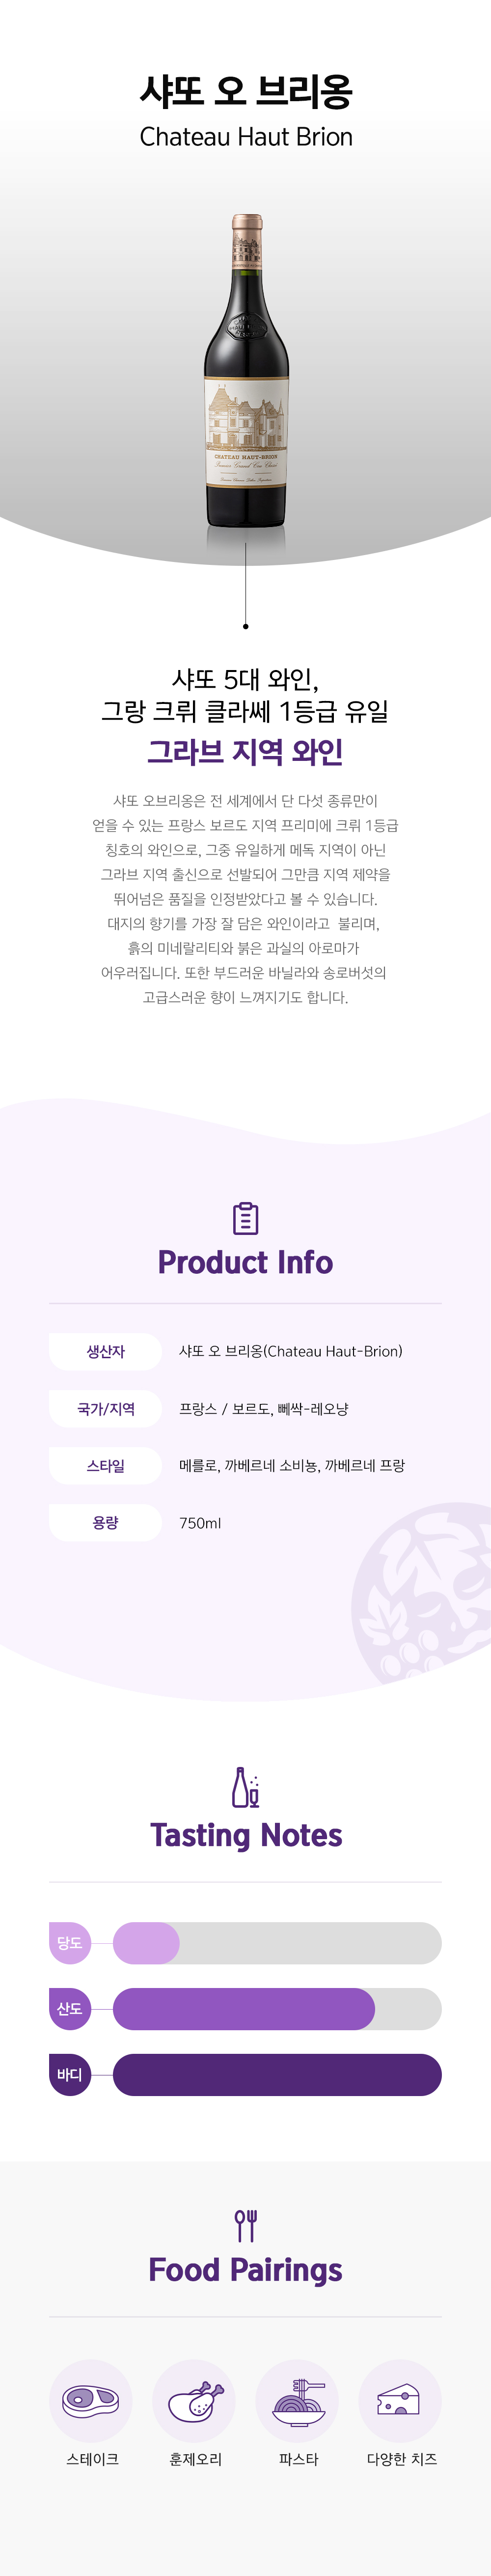 샤또 오 브리옹
Chateau Haut Brion
CHATEAU HAUT-BRION
Premier Grand Cru Classé
샤또 5대 와인,
그랑 크뤼 클라쎄 1등급 유일
그라브 지역 와인
샤또 오브리옹은 전 세계에서 단 다섯 종류만이
얻을 수 있는 프랑스 보르도 지역 프리미에 크뤼 1등급
칭호의 와인으로, 그중 유일하게 메독 지역이 아닌
그라브 지역 출신으로 선발되어 그만큼 지역 제약을
뛰어넘은 품질을 인정받았다고 볼 수 있습니다.
대지의 향기를 가장 잘 담은 와인이라고 불리며,
흙의 미네랄리티와 붉은 과실의 아로마가
어우러집니다. 또한 부드러운 바닐라와 송로버섯의
고급스러운 향이 느껴지기도 합니다.
Product Info
생산자 샤또 오 브리옹(Chateau Haut-Brion)
국가/지역 프랑스 / 보르도, 뻬싹-레오냥
스타일 메를로, 까베르네 소비뇽, 까베르네 프랑
용량 750ml
Tasting Notes
당도
산도
바디
Food Pairings
스테이크 훈제오리 파스타 다양한 치즈